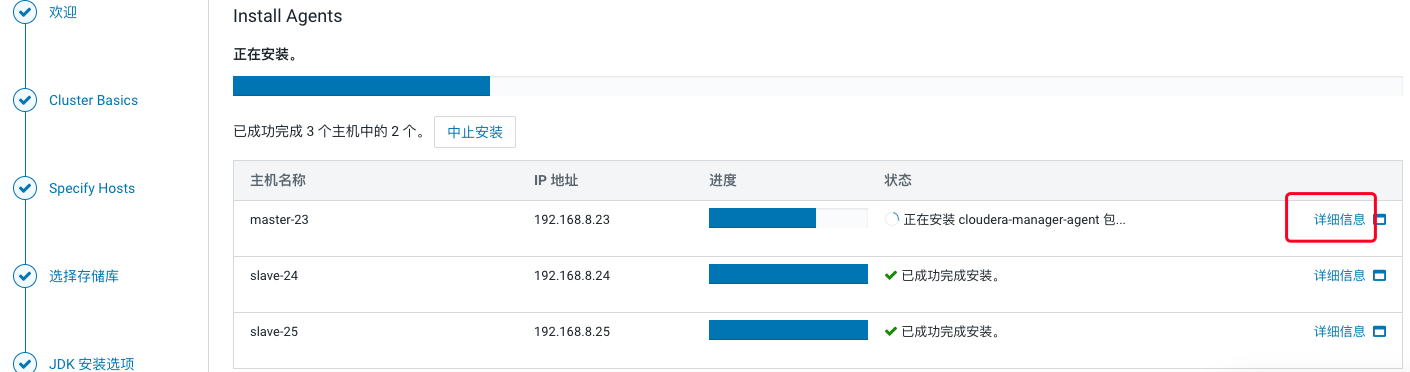 欢迎
Cluster Basics
Specify Hosts
选择存储库
JDK 安装选项
Install Agents
正在安装。
已成功完成 3 个主机中的 2 个。 中止安装
主机名称 IP 地址 进度 状态
master-23 192.168.8.23 正在安装 cloudera-manager-agent 包... 详细信息
slave-24 192.168.8.24 已成功完成安装。 详细信息
slave-25 192.168.8.25 已成功完成安装。 详细信息